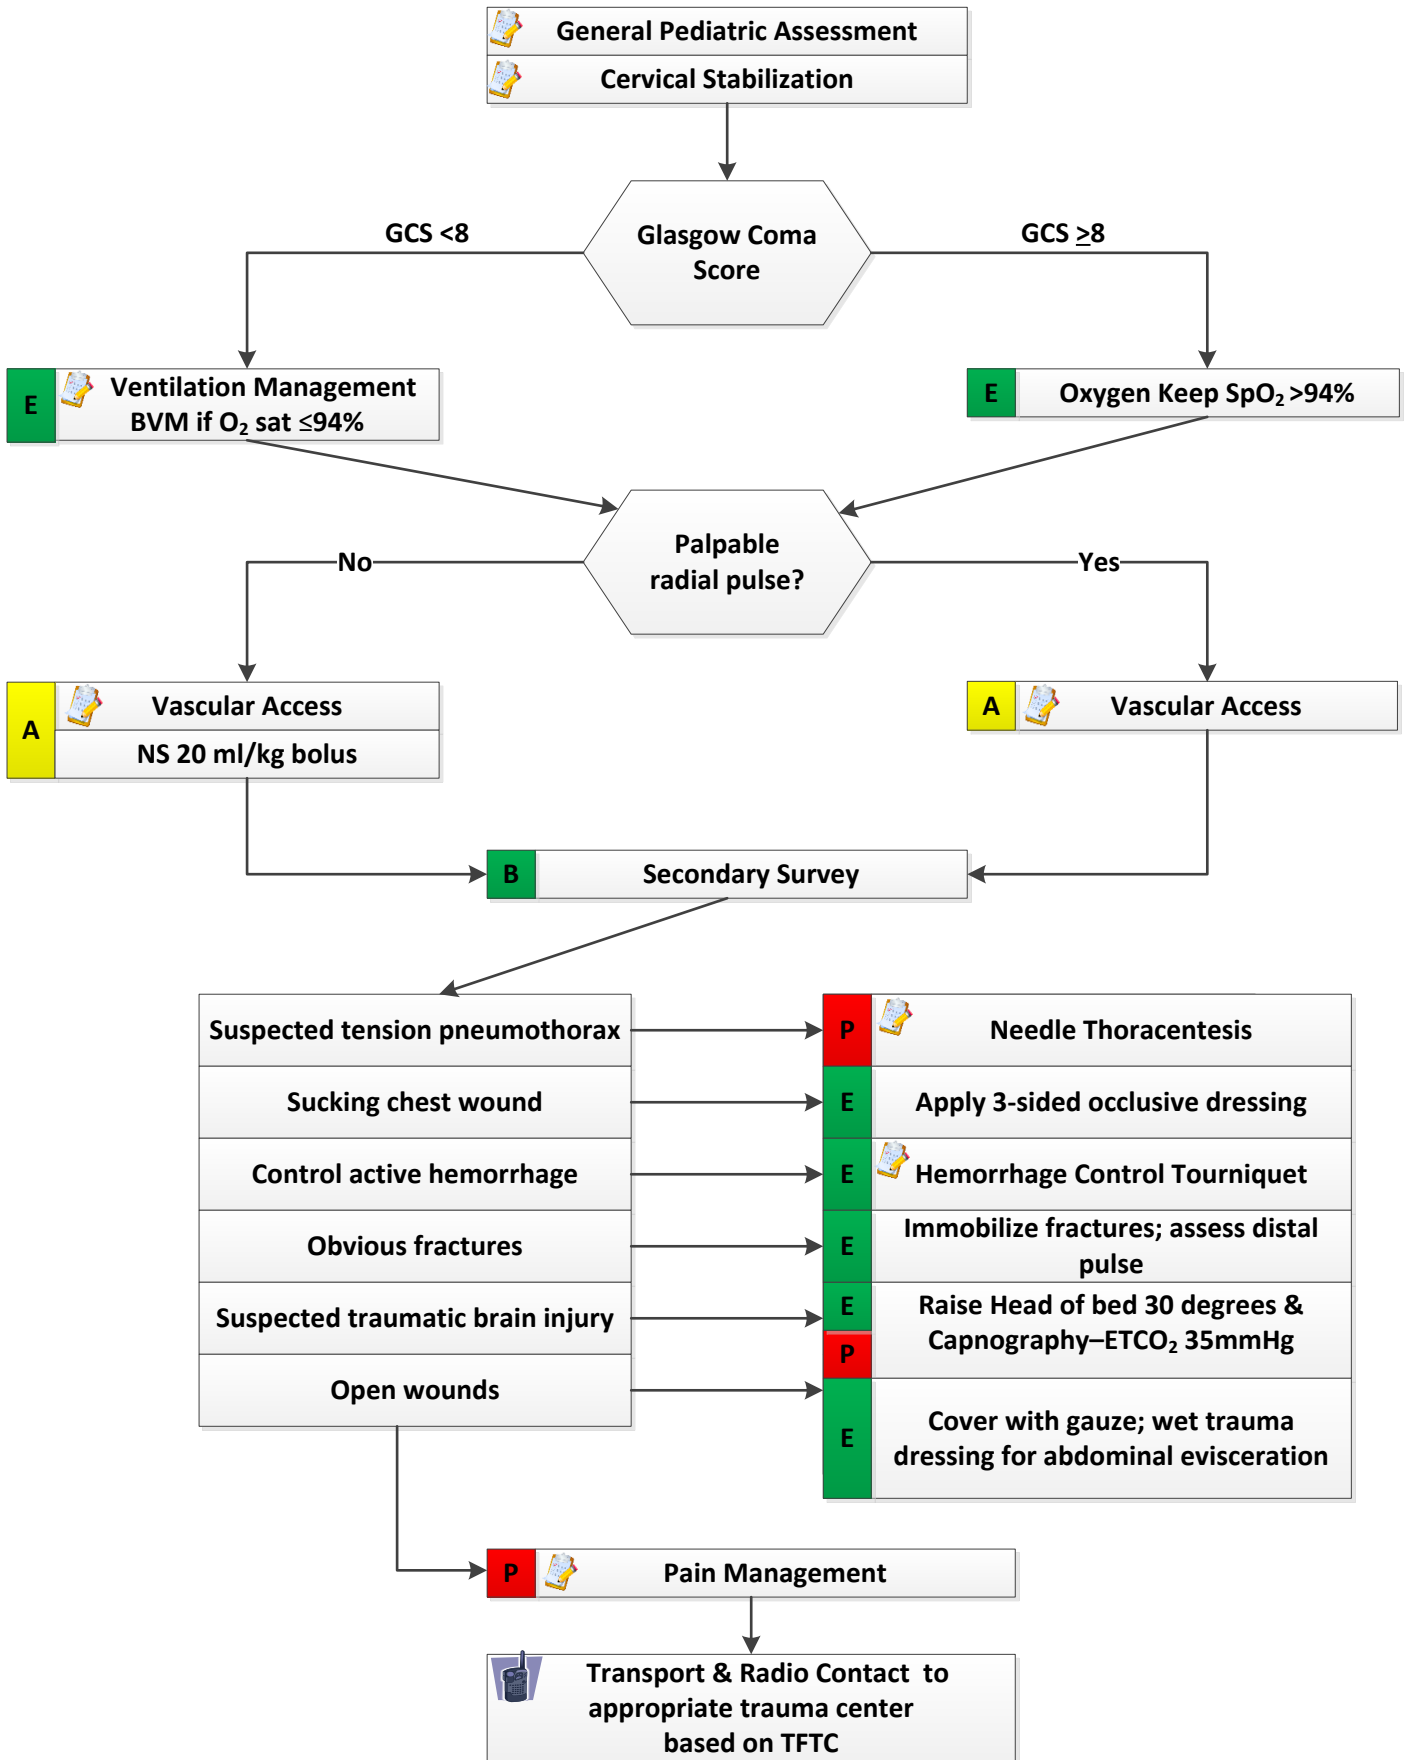 General Pediatric Assessment
Cervical Stabilization
Glasgow Coma
Score
GCS <8
GCS ≥8
E
Ventilation Management
BVM if O₂ sat ≤94%
E
Oxygen Keep SpO₂ >94%
Palpable
radial pulse?
No
Yes
A
Vascular Access
NS 20 ml/kg bolus
A
Vascular Access
B
Secondary Survey
Suspected tension pneumothorax
P
Needle Thoracentesis
Sucking chest wound
E
Apply 3-sided occlusive dressing
Control active hemorrhage
E
Hemorrhage Control Tourniquet
Obvious fractures
E
Immobilize fractures; assess distal
pulse
Suspected traumatic brain injury
E
P
Raise Head of bed 30 degrees &
Capnography–ETCO₂ 35mmHg
Open wounds
E
Cover with gauze; wet trauma
dressing for abdominal evisceration
P
Pain Management
Transport & Radio Contact to
appropriate trauma center
based on TFTC